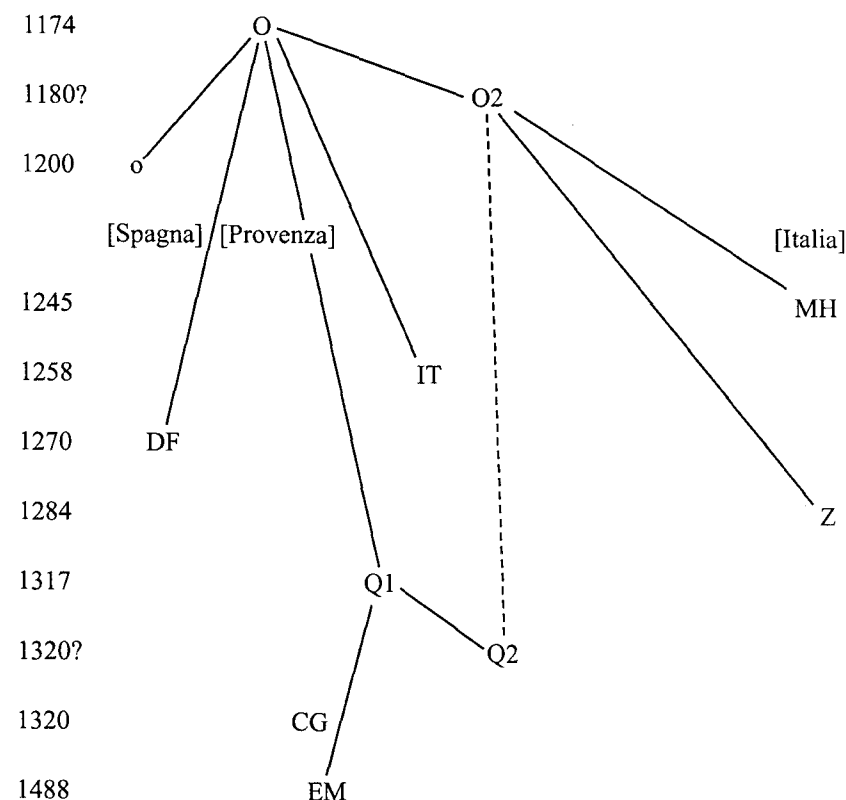 1174 O
1180? O2
1200 o
[Spagna] [Provenza] [Italia]
1245 MH
1258 IT
1270 DF
1284 Z
1317 Q1
1320? Q2
1320 CG
1488 EM